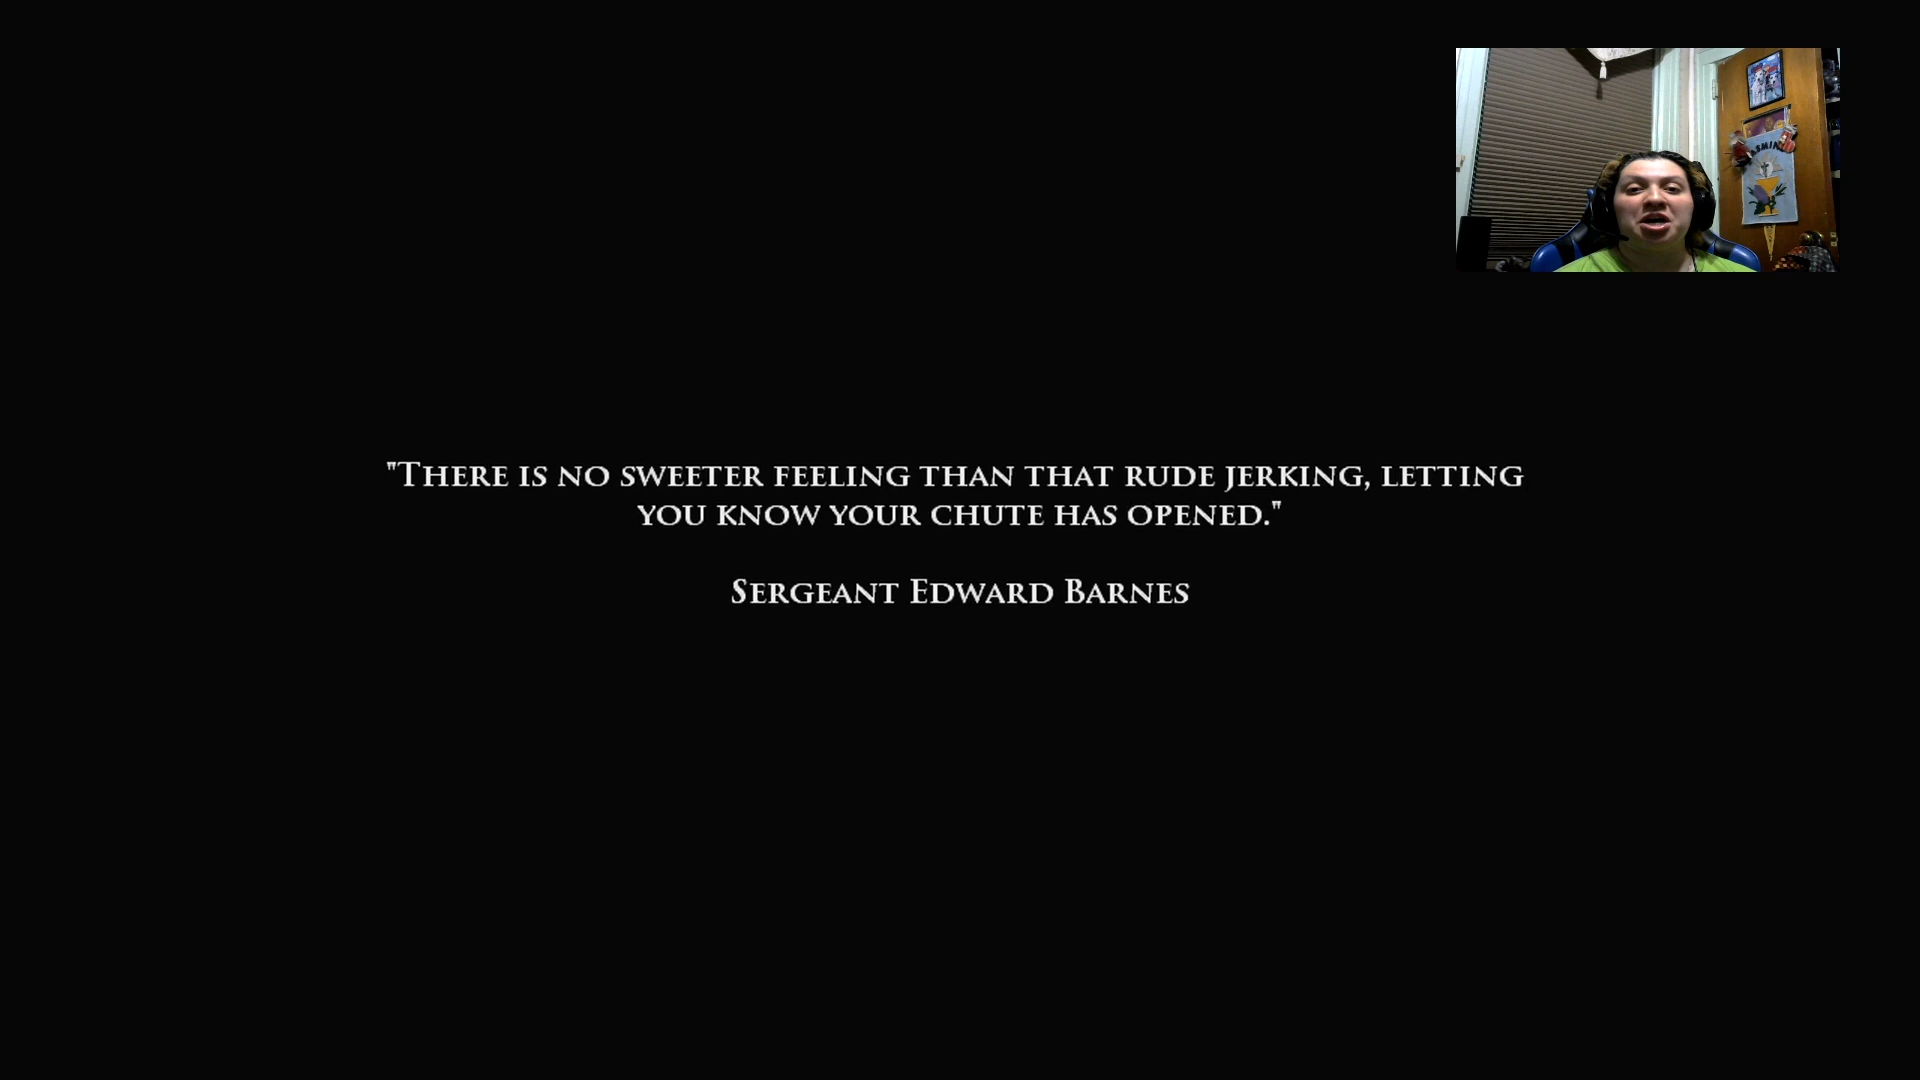 "There is no sweeter feeling than that rude jerking, letting
you know your chute has opened."
Sergeant Edward Barnes